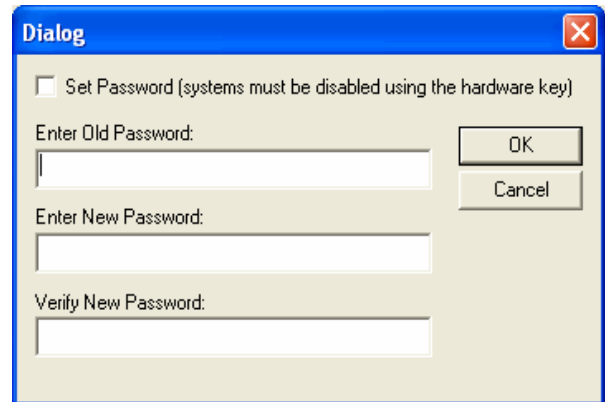 Dialog
Set Password (systems must be disabled using the hardware key)
Enter Old Password:
OK
Cancel
Enter New Password:
Verify New Password: